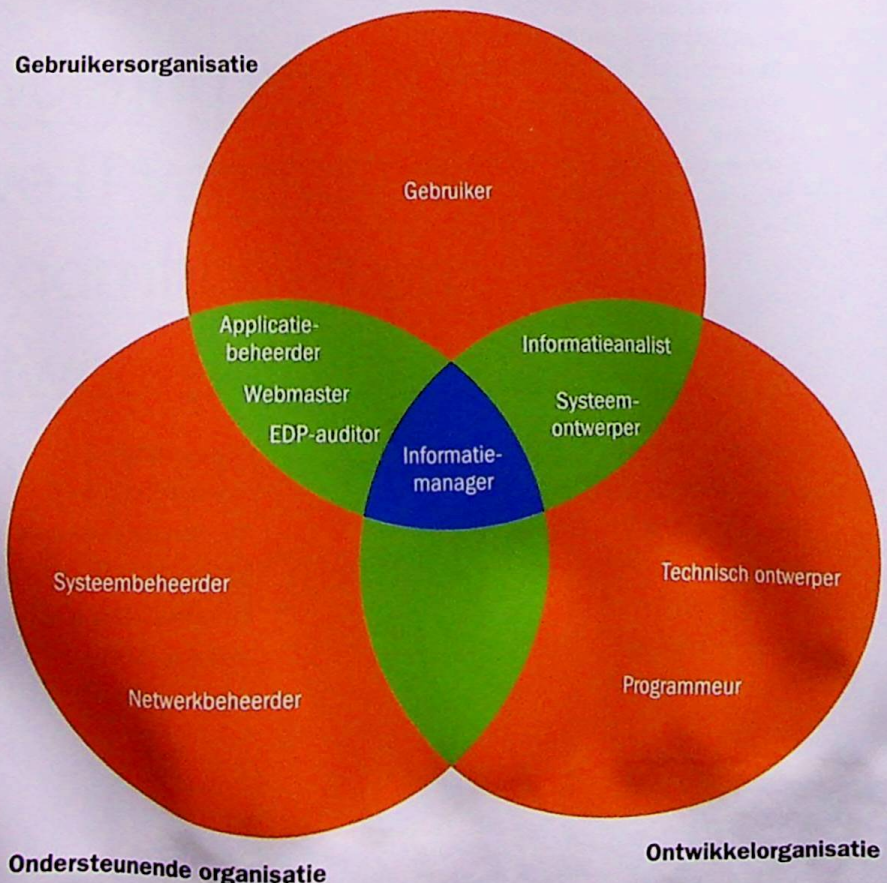 Gebruikersorganisatie
Gebruiker
Applicatie-
beheerder
Webmaster
EDP-auditor
Informatieanalist
Systeem-
ontwerper
Informatie-
manager
Systeembeheerder
Netwerkbeheerder
Technisch ontwerper
Programmeur
Ondersteunende organisatie
Ontwikkelorganisatie